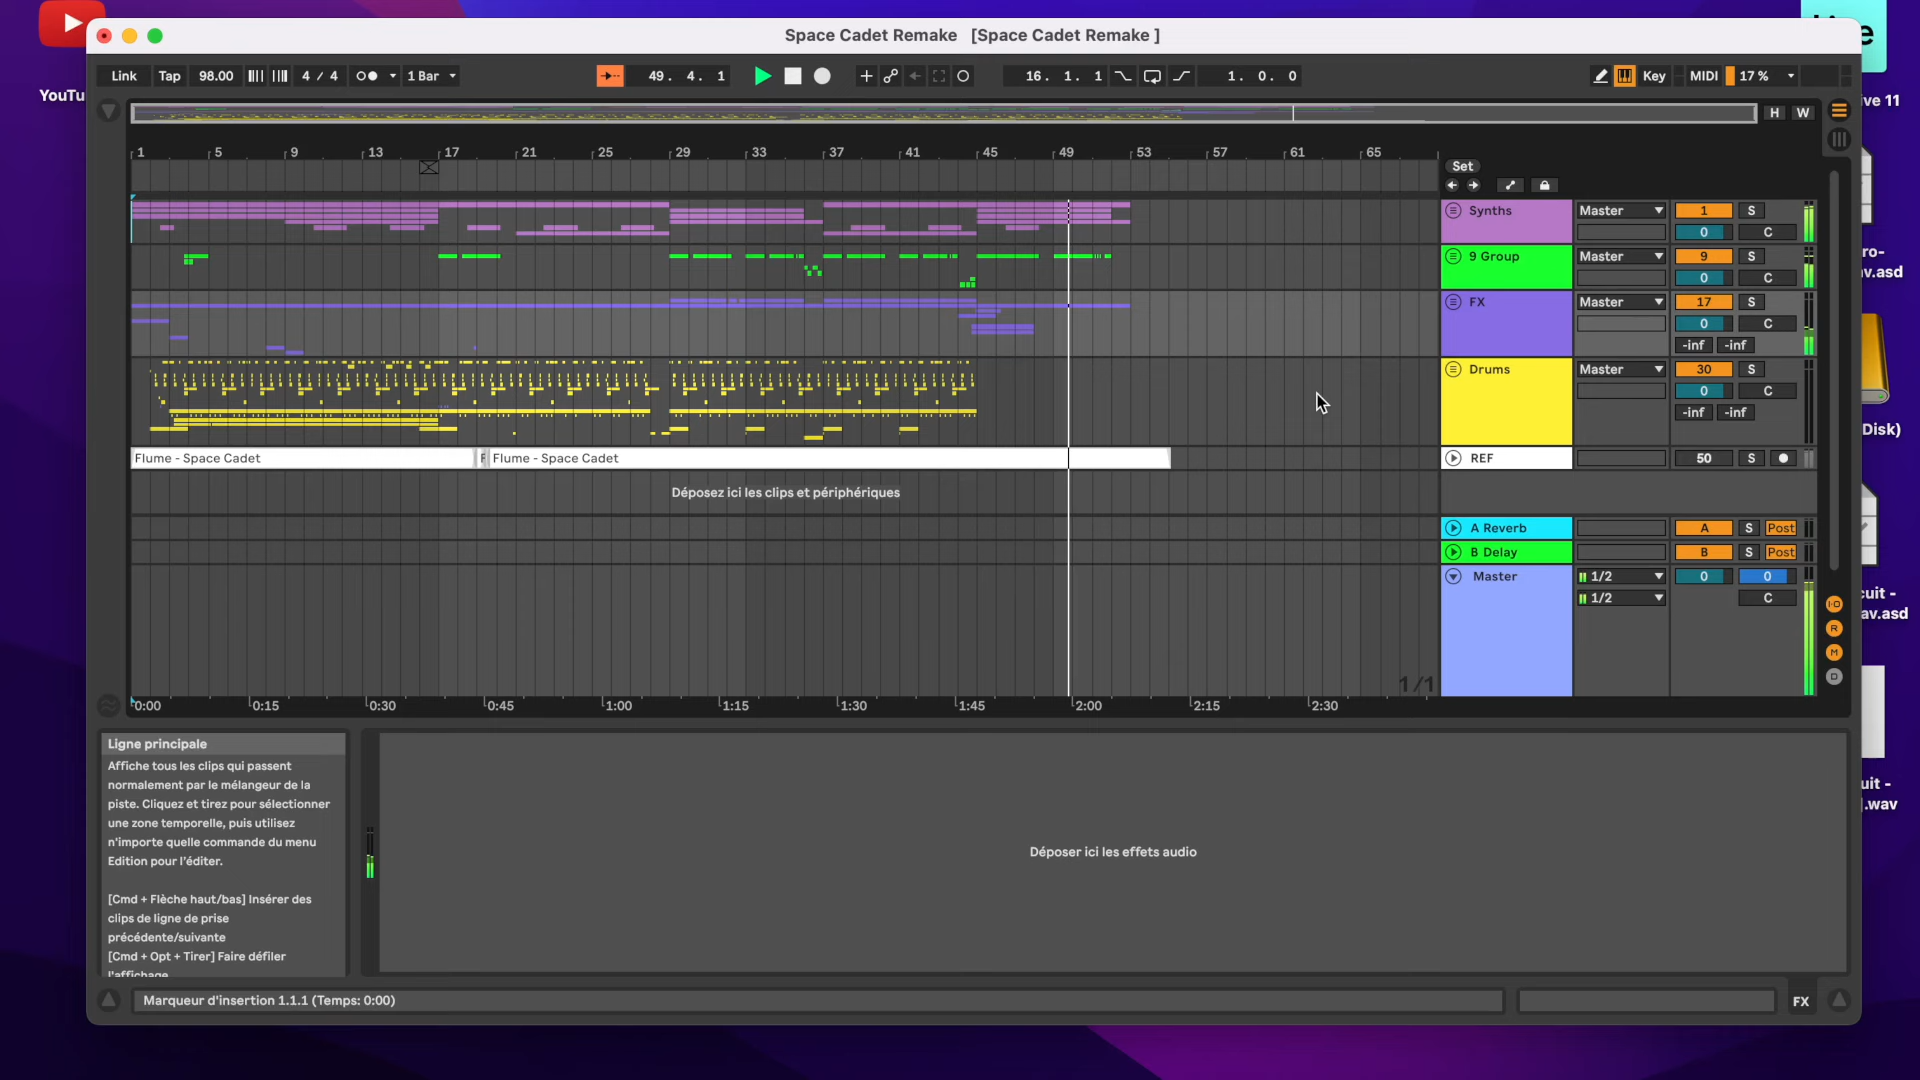 Space Cadet Remake [Space Cadet Remake ]
YouTu
ive 11
Link Tap 98.00 4 / 4 1 Bar 49. 4. 1 16. 1. 1 1. 0. 0 Key MIDI 17 %
H W
1 5 9 13 17 21 25 29 33 37 41 45 49 53 57 61 65
Set
Synths Master 1 S
0 C
9 Group Master 9 S
0 C
FX Master 17 S
0 C
-inf -inf
Drums Master 30 S
0 C
-inf -inf
Flume - Space Cadet F Flume - Space Cadet REF 50 S
Déposez ici les clips et périphériques
A Reverb A S Post
B Delay B S Post
Master 1/2 0 0
1/2 C
1/1
0:00 0:15 0:30 0:45 1:00 1:15 1:30 1:45 2:00 2:15 2:30
I·O
R
M
D
ro-
av.asd
Disk)
cuit -
av.asd
uit -
].wav
Ligne principale
Affiche tous les clips qui passent
normalement par le mélangeur de la
piste. Cliquez et tirez pour sélectionner
une zone temporelle, puis utilisez
n'importe quelle commande du menu
Edition pour l'éditer.
[Cmd + Flèche haut/bas] Insérer des
clips de ligne de prise
précédente/suivante
[Cmd + Opt + Tirer] Faire défiler
l'affichage
Déposer ici les effets audio
Marqueur d'insertion 1.1.1 (Temps: 0:00)
FX